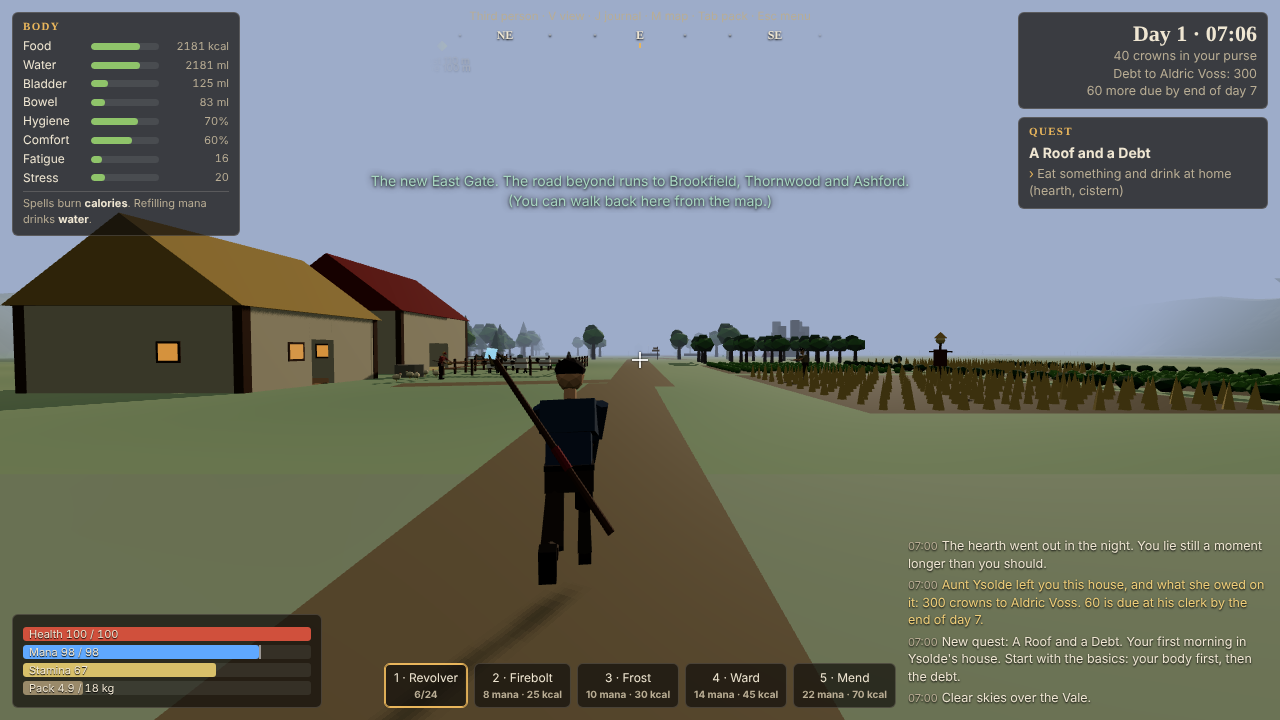 BODY
Food 2181 kcal
Water 2181 ml
Bladder 125 ml
Bowel 83 ml
Hygiene 70%
Comfort 60%
Fatigue 16
Stress 20
Spells burn calories. Refilling mana
drinks water.
NE E SE
The new East Gate. The road beyond runs to Brookfield, Thornwood and Ashford.
(You can walk back here from the map.)
Day 1 · 07:06
40 crowns in your purse
Debt to Aldric Voss: 300
60 more due by end of day 7
QUEST
A Roof and a Debt
› Eat something and drink at home
(hearth, cistern)
07:00 The hearth went out in the night. You lie still a moment
longer than you should.
07:00 Aunt Ysolde left you this house, and what she owed on
it: 300 crowns to Aldric Voss. 60 is due at his clerk by the
end of day 7.
07:00 New quest: A Roof and a Debt. Your first morning in
Ysolde's house. Start with the basics: your body first, then
the debt.
07:00 Clear skies over the Vale.
Health 100 / 100
Mana 98 / 98
Stamina 67
Pack 4.9 / 18 kg
1 · Revolver
6/24
2 · Firebolt
8 mana · 25 kcal
3 · Frost
10 mana · 30 kcal
4 · Ward
14 mana · 45 kcal
5 · Mend
22 mana · 70 kcal